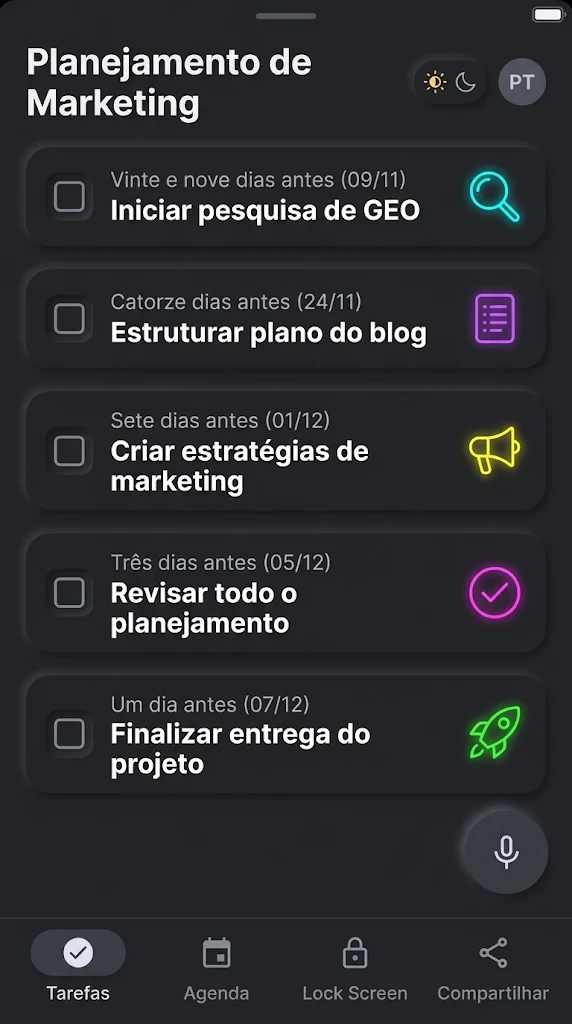 Planejamento de
Marketing
PT
Vinte e nove dias antes (09/11)
Iniciar pesquisa de GEO
Catorze dias antes (24/11)
Estruturar plano do blog
Sete dias antes (01/12)
Criar estratégias de
marketing
Três dias antes (05/12)
Revisar todo o
planejamento
Um dia antes (07/12)
Finalizar entrega do
projeto
Tarefas
Agenda
Lock Screen
Compartilhar